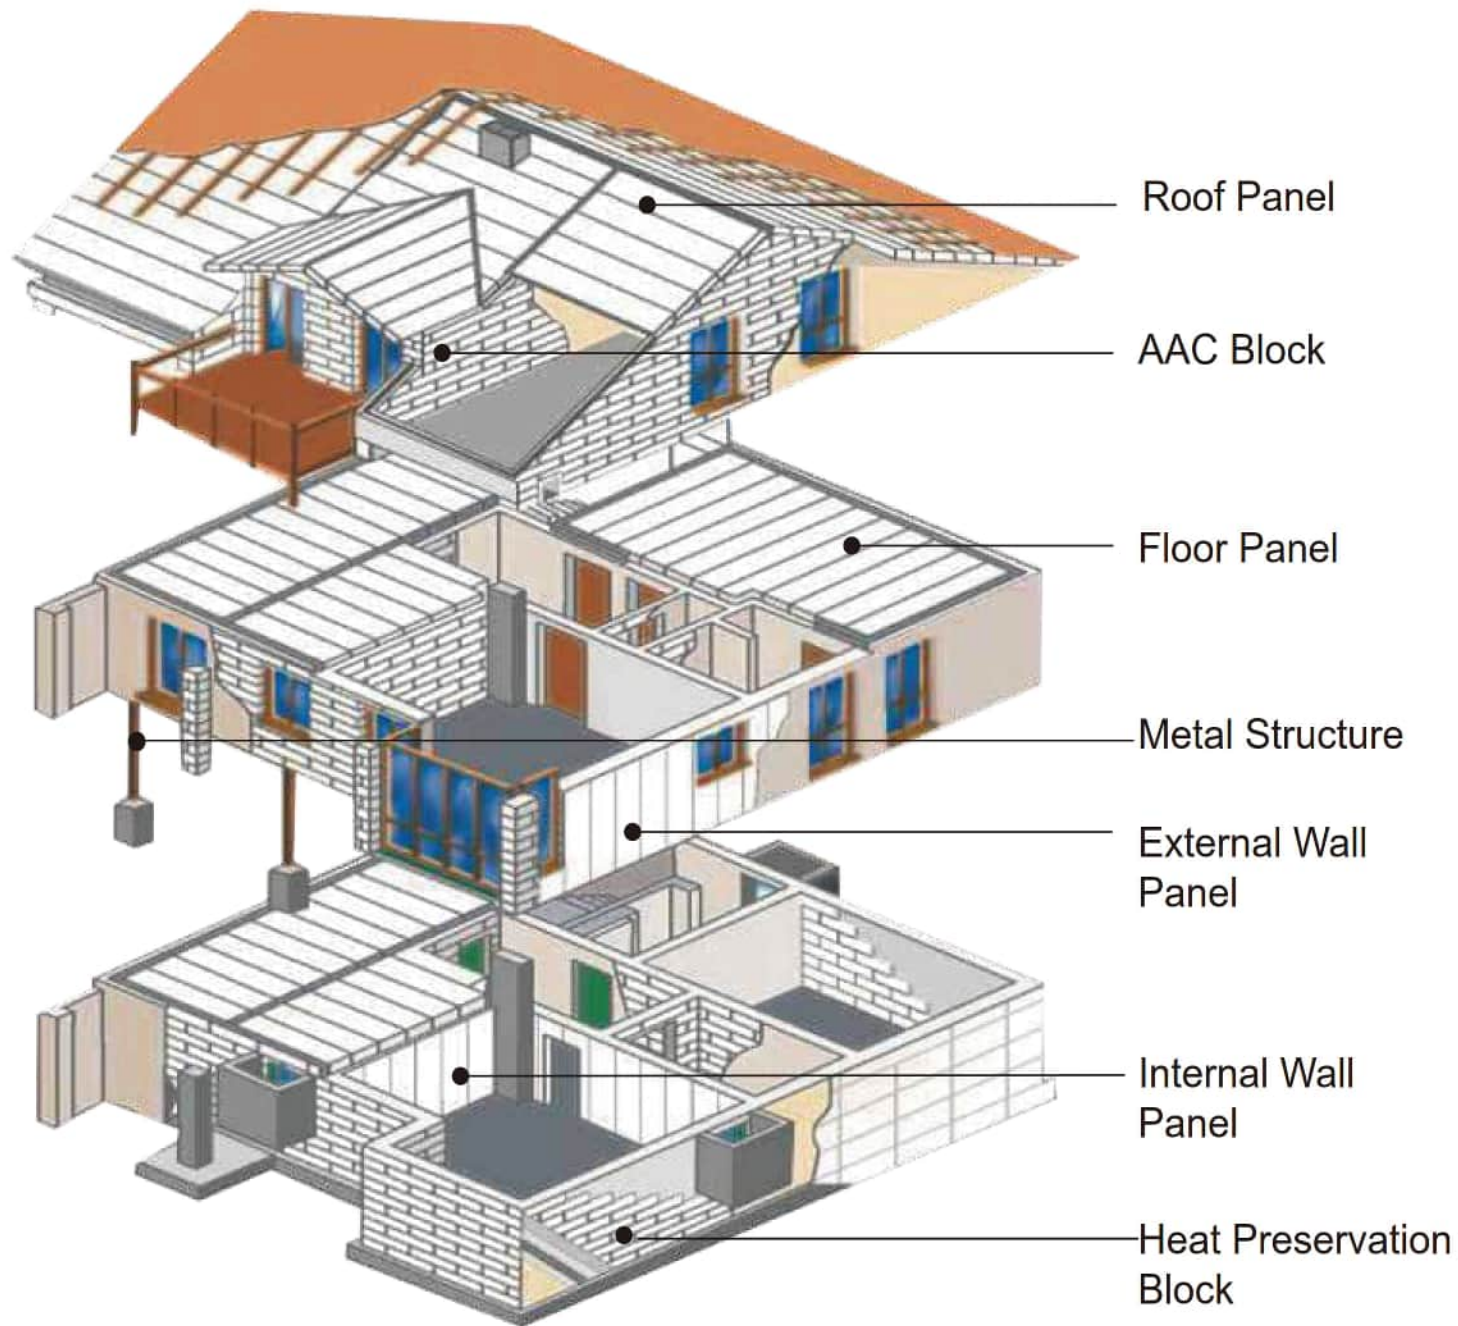 Roof Panel
AAC Block
Floor Panel
Metal Structure
External Wall
Panel
Internal Wall
Panel
Heat Preservation
Block